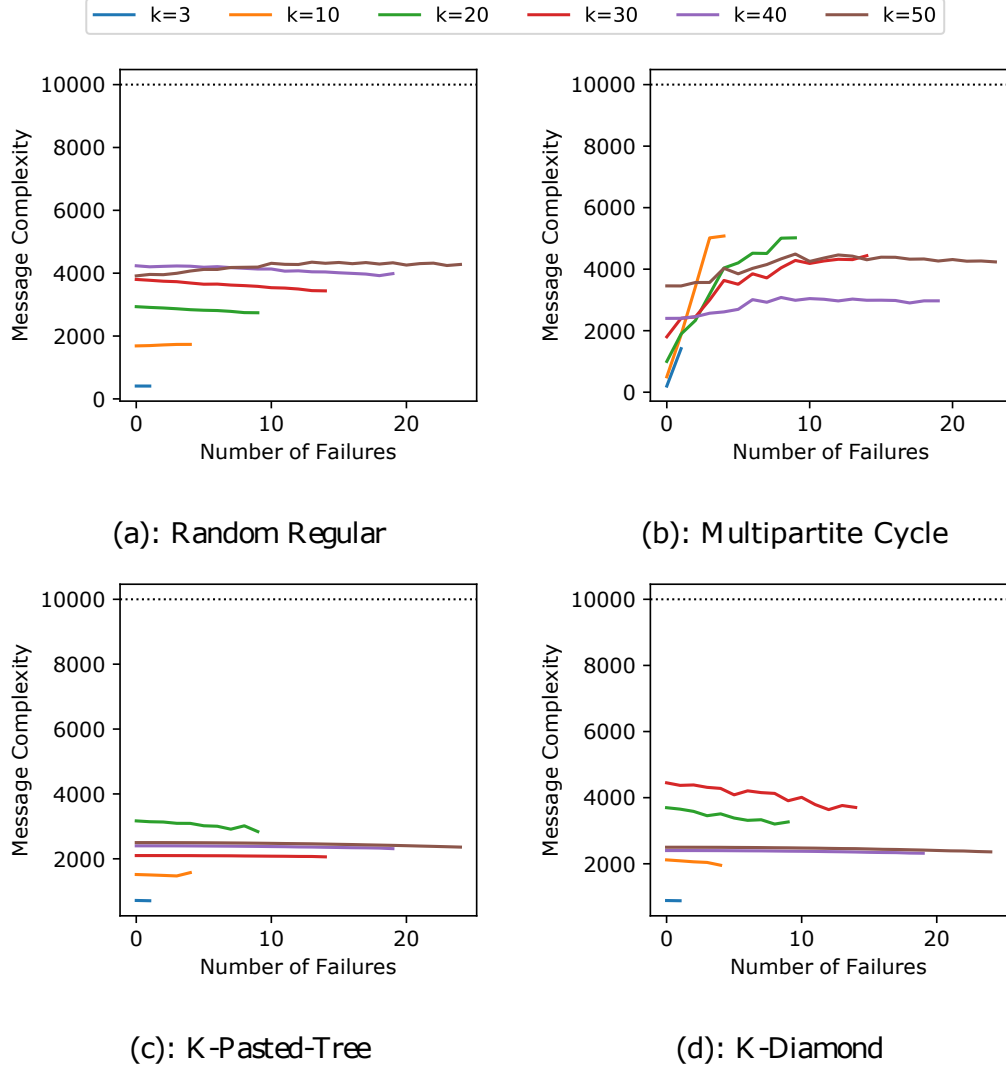 k=3 k=10 k=20 k=30 k=40 k=50
10000
8000
6000
4000
2000
0
Message Complexity
0 10 20
Number of Failures
(a): Random Regular
10000
8000
6000
4000
2000
0
Message Complexity
0 10 20
Number of Failures
(b): Multipartite Cycle
10000
8000
6000
4000
2000
Message Complexity
0 10 20
Number of Failures
(c): K-Pasted-Tree
10000
8000
6000
4000
2000
Message Complexity
0 10 20
Number of Failures
(d): K-Diamond